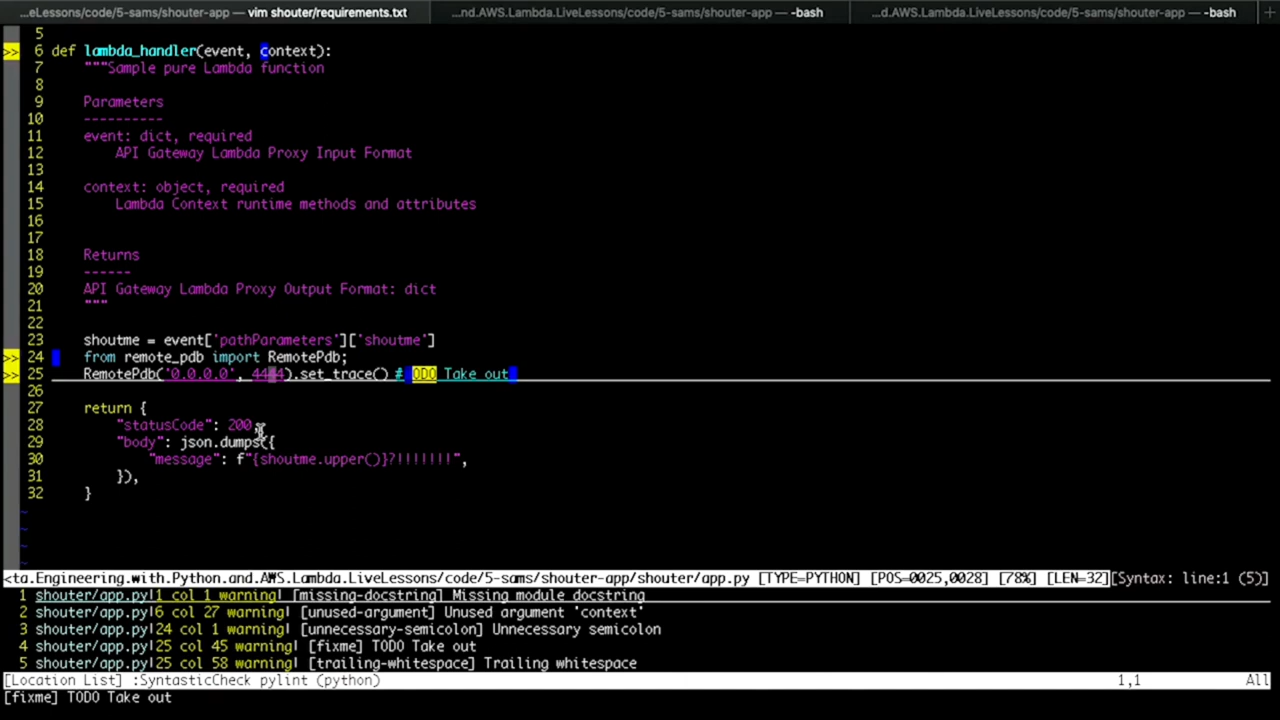 ...eLessons/code/5-sams/shouter-app — vim shouter/requirements.txt ...nd.AWS.Lambda.LiveLessons/code/5-sams/shouter-app — -bash ...d.AWS.Lambda.LiveLessons/code/5-sams/shouter-app — -bash +
5
>> 6 def lambda_handler(event, context):
7 """Sample pure Lambda function
8
9 Parameters
10 ----------
11 event: dict, required
12 API Gateway Lambda Proxy Input Format
13
14 context: object, required
15 Lambda Context runtime methods and attributes
16
17
18 Returns
19 ------
20 API Gateway Lambda Proxy Output Format: dict
21 """
22
23 shoutme = event['pathParameters']['shoutme']
>> 24 from remote_pdb import RemotePdb;
>> 25 RemotePdb('0.0.0.0', 4444).set_trace() # TODO Take out
26
27 return {
28 "statusCode": 200,
29 "body": json.dumps({
30 "message": f"{shoutme.upper()}?!!!!!!!",
31 }),
32 }
~
~
~
<ta.Engineering.with.Python.and.AWS.Lambda.LiveLessons/code/5-sams/shouter-app/shouter/app.py [TYPE=PYTHON] [POS=0025,0028] [78%] [LEN=32][Syntax: line:1 (5)]
1 shouter/app.py|1 col 1 warning| [missing-docstring] Missing module docstring
2 shouter/app.py|6 col 27 warning| [unused-argument] Unused argument 'context'
3 shouter/app.py|24 col 1 warning| [unnecessary-semicolon] Unnecessary semicolon
4 shouter/app.py|25 col 45 warning| [fixme] TODO Take out
5 shouter/app.py|25 col 58 warning| [trailing-whitespace] Trailing whitespace
[Location List] :SyntasticCheck pylint (python) 1,1 All
[fixme] TODO Take out